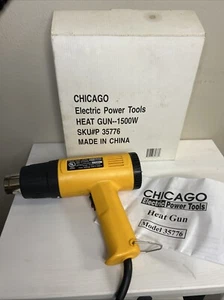 CHICAGO
Electric Power Tools
HEAT GUN--1500W
SKU#P 35776
MADE IN CHINA
CHICAGO
Electric Power Tools
Heat Gun
Model 35776